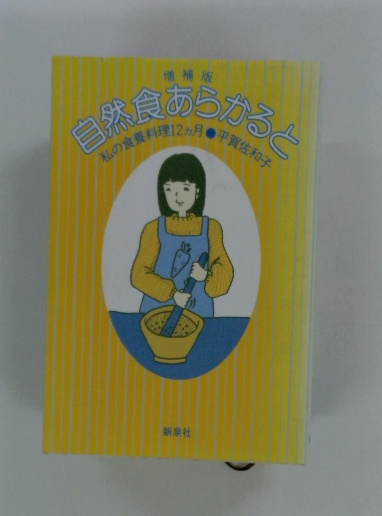 増補版
自然食あらかると
私の食養料理12ヵ月●平賀佐和子
新泉社